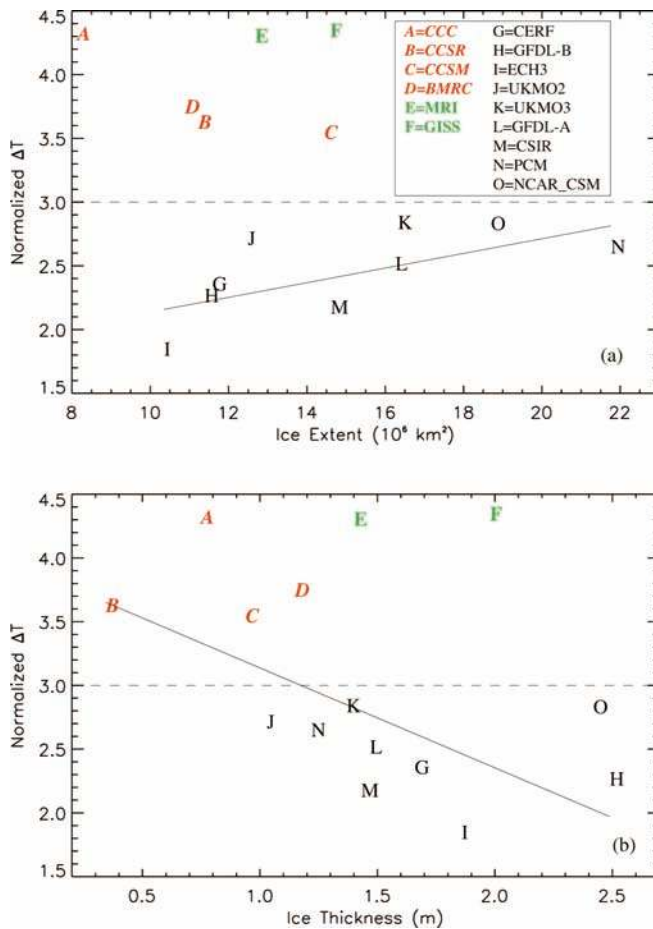 4.5
4.0
3.5
3.0
2.5
2.0
1.5
Normalized ΔT
A
E
F
D
B
C
A=CCC G=CERF
B=CCSR H=GFDL-B
C=CCSM I=ECH3
D=BMRC J=UKMO2
E=MRI K=UKMO3
F=GISS L=GFDL-A
M=CSIR
N=PCM
O=NCAR_CSM
K
O
J
N
L
G
H
M
I
(a)
8 10 12 14 16 18 20 22
Ice Extent (10⁶ km²)
4.5
4.0
3.5
3.0
2.5
2.0
1.5
Normalized ΔT
A
E
F
D
B
C
K
O
J
N
L
G
H
M
I
(b)
0.5 1.0 1.5 2.0 2.5
Ice Thickness (m)